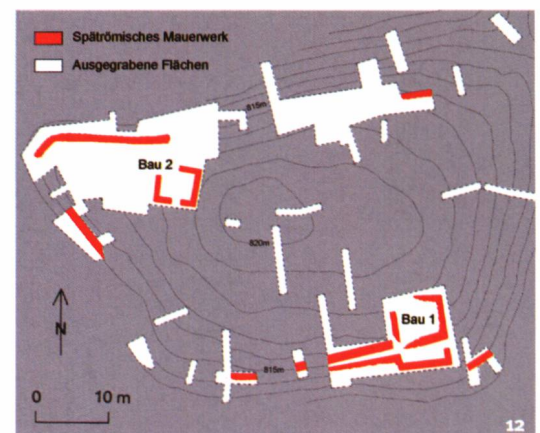 Spätrömisches Mauerwerk
Ausgegrabene Flächen
815m
Bau 2
820m
Bau 1
N
815m
0 10 m
12